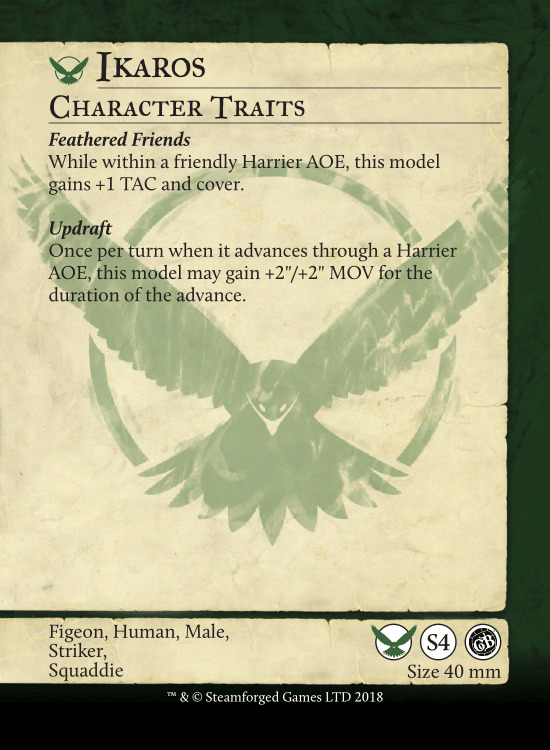 Ikaros
Character Traits
Feathered Friends
While within a friendly Harrier AOE, this model
gains +1 TAC and cover.
Updraft
Once per turn when it advances through a Harrier
AOE, this model may gain +2"/+2" MOV for the
duration of the advance.
Figeon, Human, Male,
Striker,
Squaddie
S4
GB
Size 40 mm
™ & © Steamforged Games LTD 2018